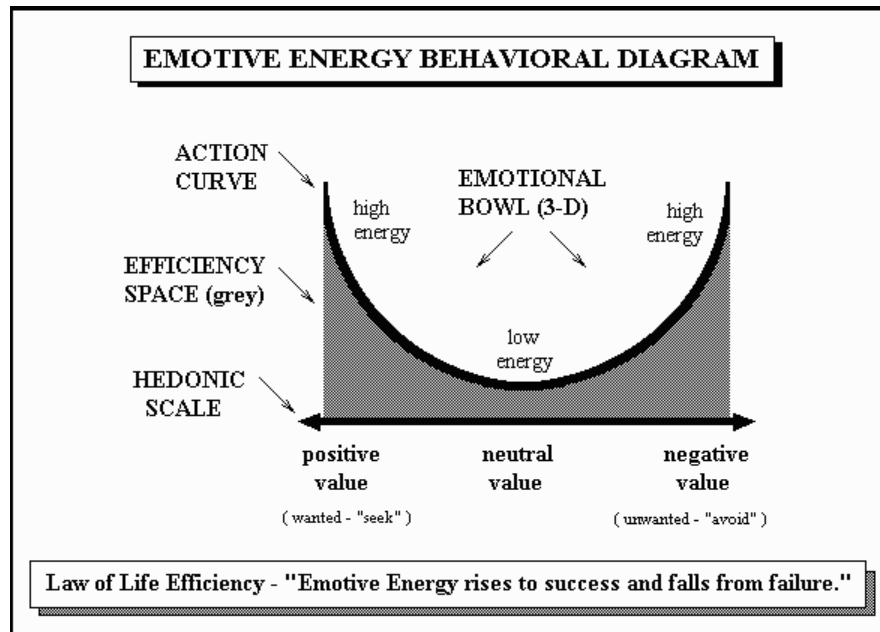 EMOTIVE ENERGY BEHAVIORAL DIAGRAM
ACTION
CURVE
EMOTIONAL
BOWL (3-D)
high
energy
high
energy
EFFICIENCY
SPACE (grey)
low
energy
HEDONIC
SCALE
positive
value
neutral
value
negative
value
( wanted - "seek" )
( unwanted - "avoid" )
Law of Life Efficiency - "Emotive Energy rises to success and falls from failure."